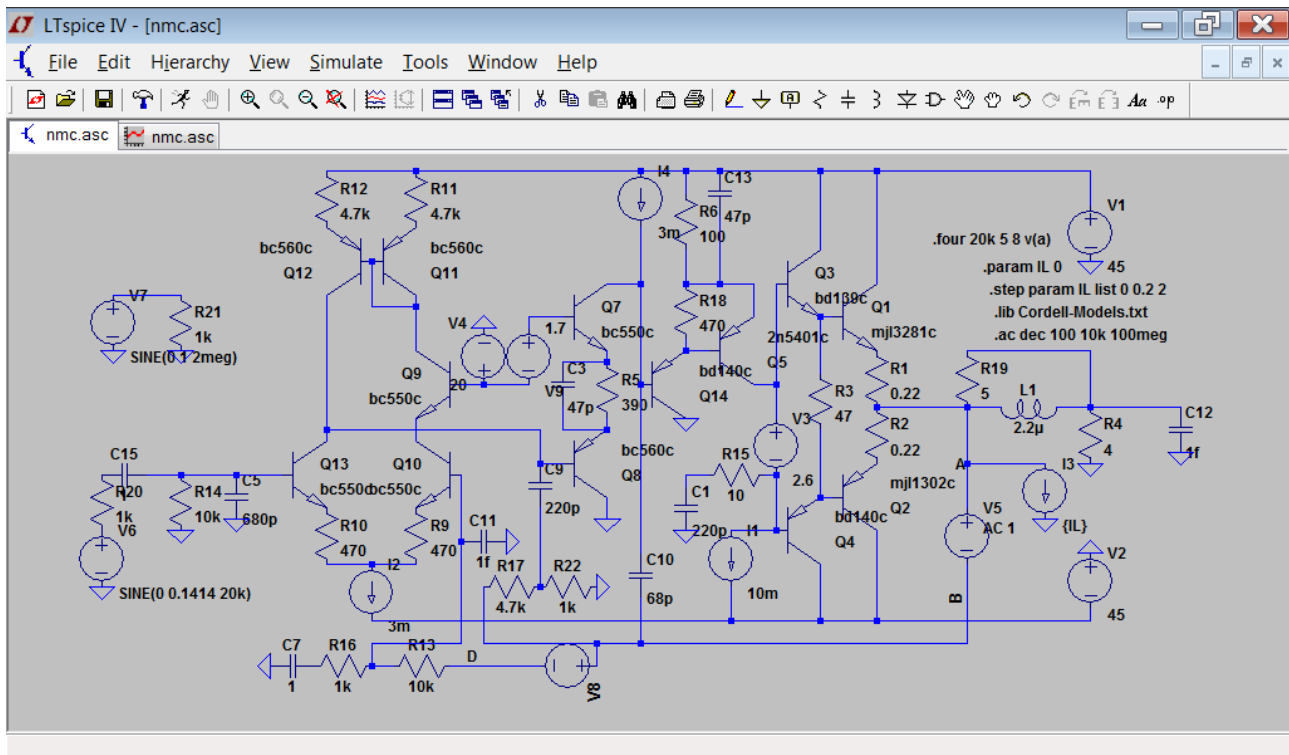 LTspice IV - [nmc.asc]
File Edit Hierarchy View Simulate Tools Window Help
Aa .op
nmc.asc nmc.asc
R12
4.7k
R11
4.7k
bc560c
Q12
bc560c
Q11
I4
3m
R6
100
C13
47p
V1
45
.four 20k 5 8 v(a)
.param IL 0
.step param IL list 0 0.2 2
.lib Cordell-Models.txt
.ac dec 100 10k 100meg
V7
SINE(0 1 2meg)
R21
1k
V4
20
1.7
V9
Q7
bc550c
R18
470
Q3
bd139c
Q1
mjl3281c
2n5401c
Q5
bd140c
Q14
Q9
bc550c
C3
47p
R5
390
R3
47
R1
0.22
R19
5
L1
2.2µ
C12
1f
R4
4
R2
0.22
V3
2.6
R15
10
bc560c
Q8
C15
R20
1k
V6
SINE(0 0.1414 20k)
R14
10k
C5
680p
Q13
bc550c
Q10
bc550c
C9
220p
C1
220p
mjl1302c
Q2
A
I3
{IL}
V5
AC 1
bd140c
Q4
R10
470
R9
470
C11
1f
I1
10m
I2
3m
R17
4.7k
R22
1k
C10
68p
B
V2
45
C7
1
R16
1k
R13
10k
D
V8